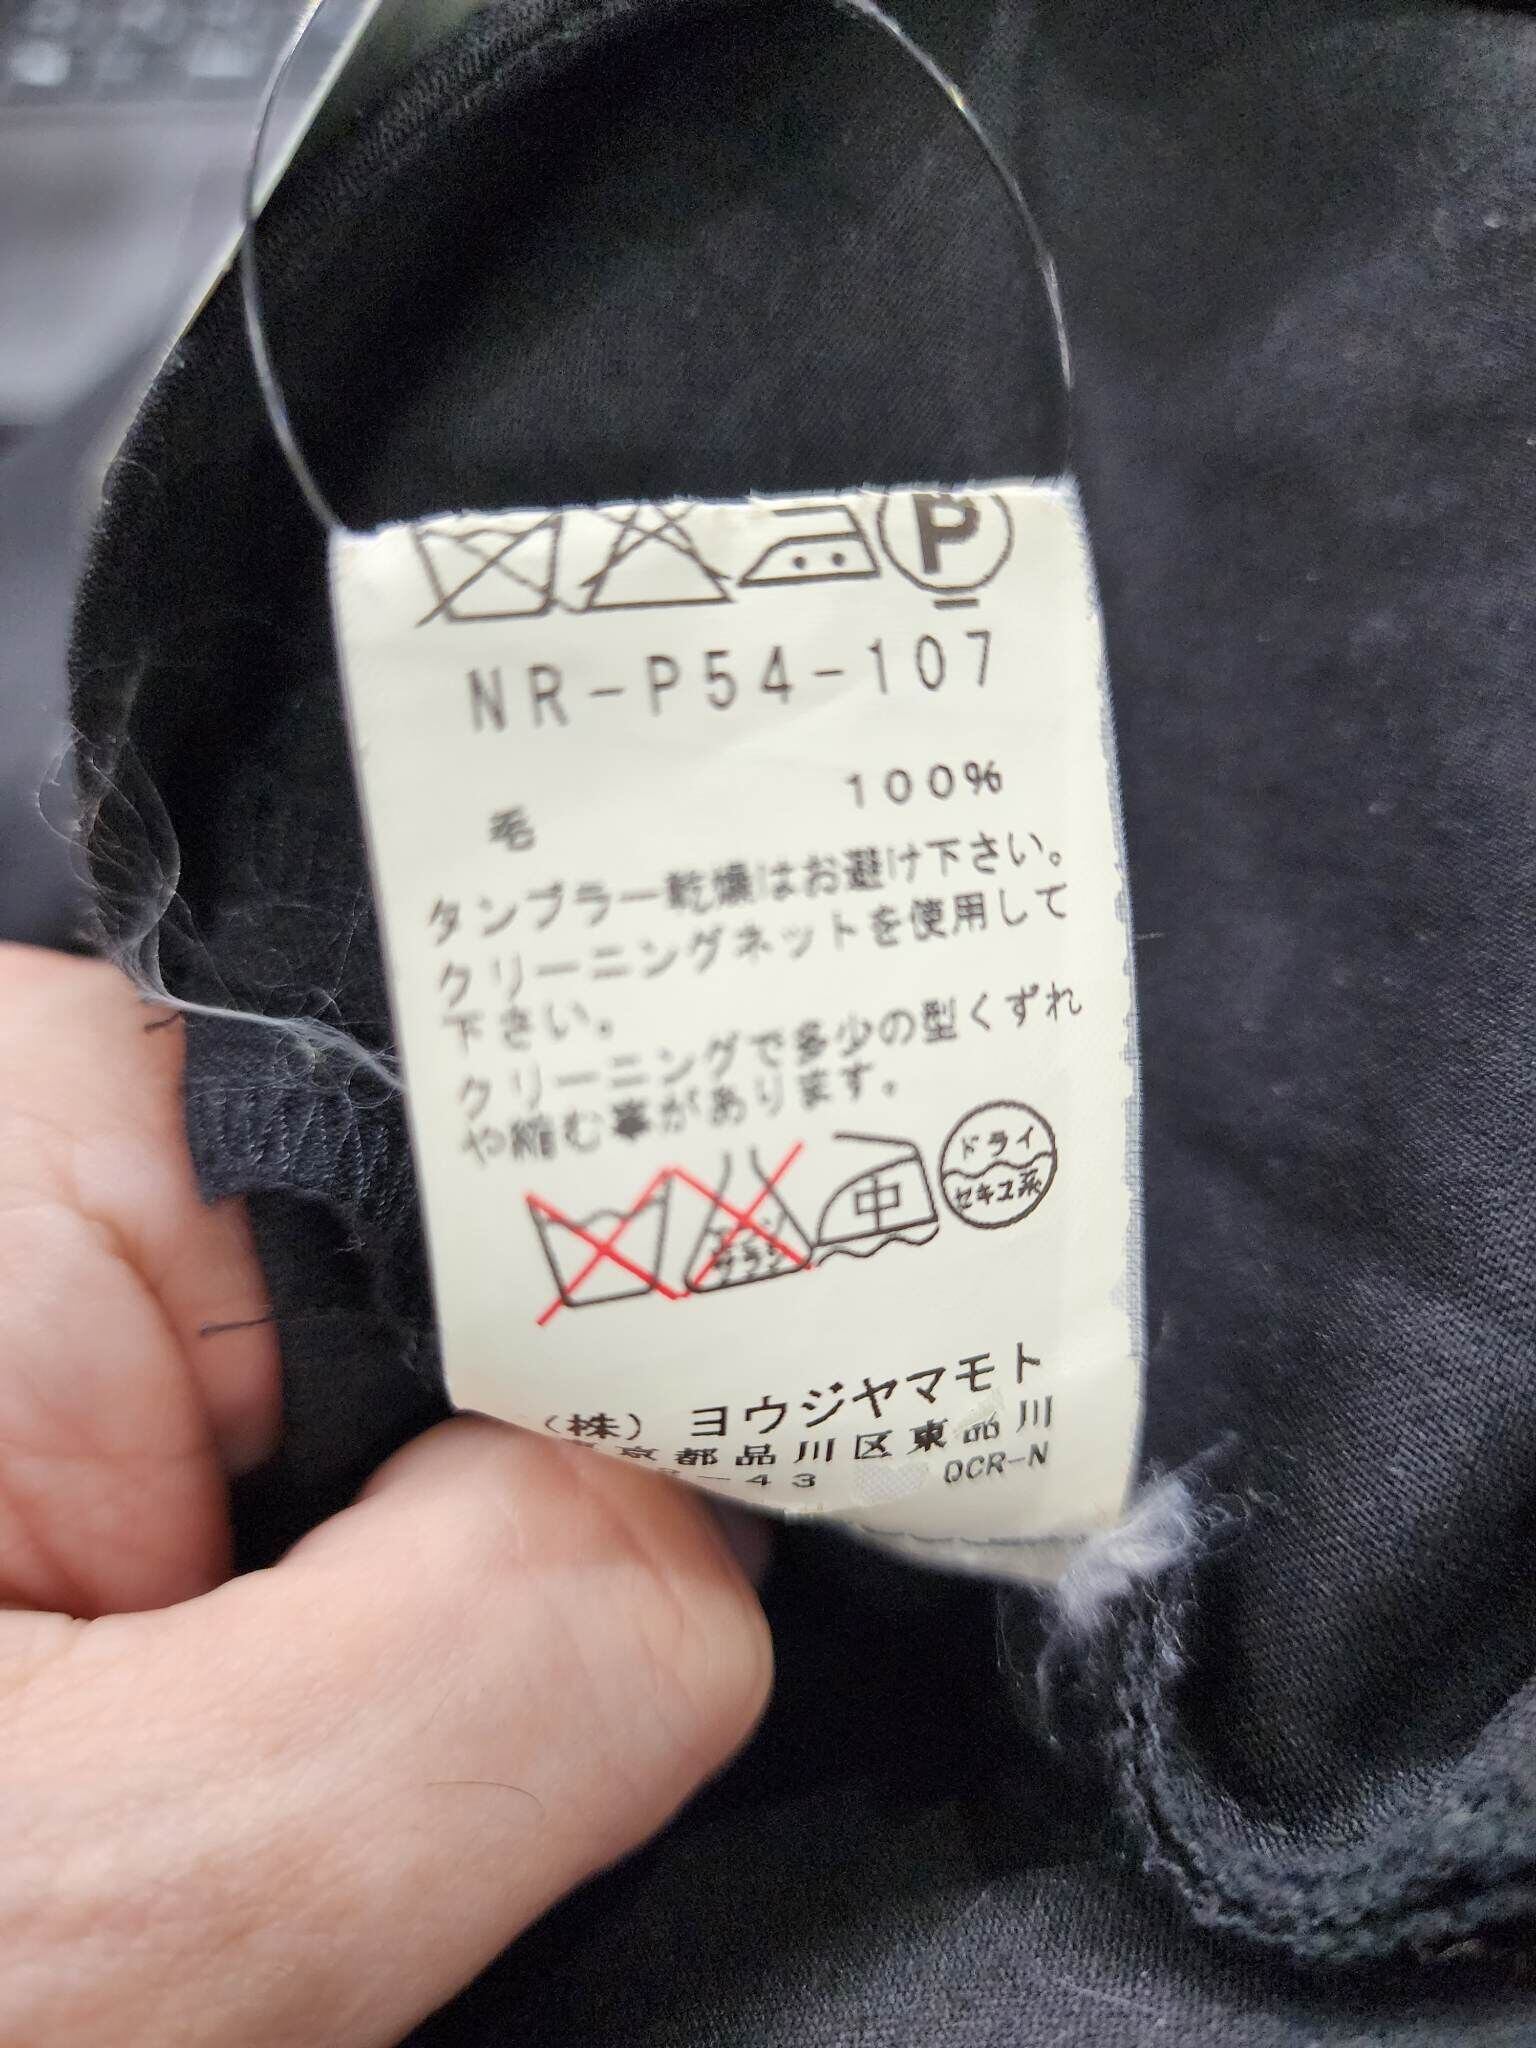 P
NR-P54-107
毛 100%
タンブラー乾燥はお避け下さい。
クリーニングネットを使用して
下さい。
クリーニングで多少の型くずれ
や縮む事があります。
サラシ 中 ドライ
セキユ系
(株) ヨウジヤマモト
京都品川区東品川
-43 QCR-N